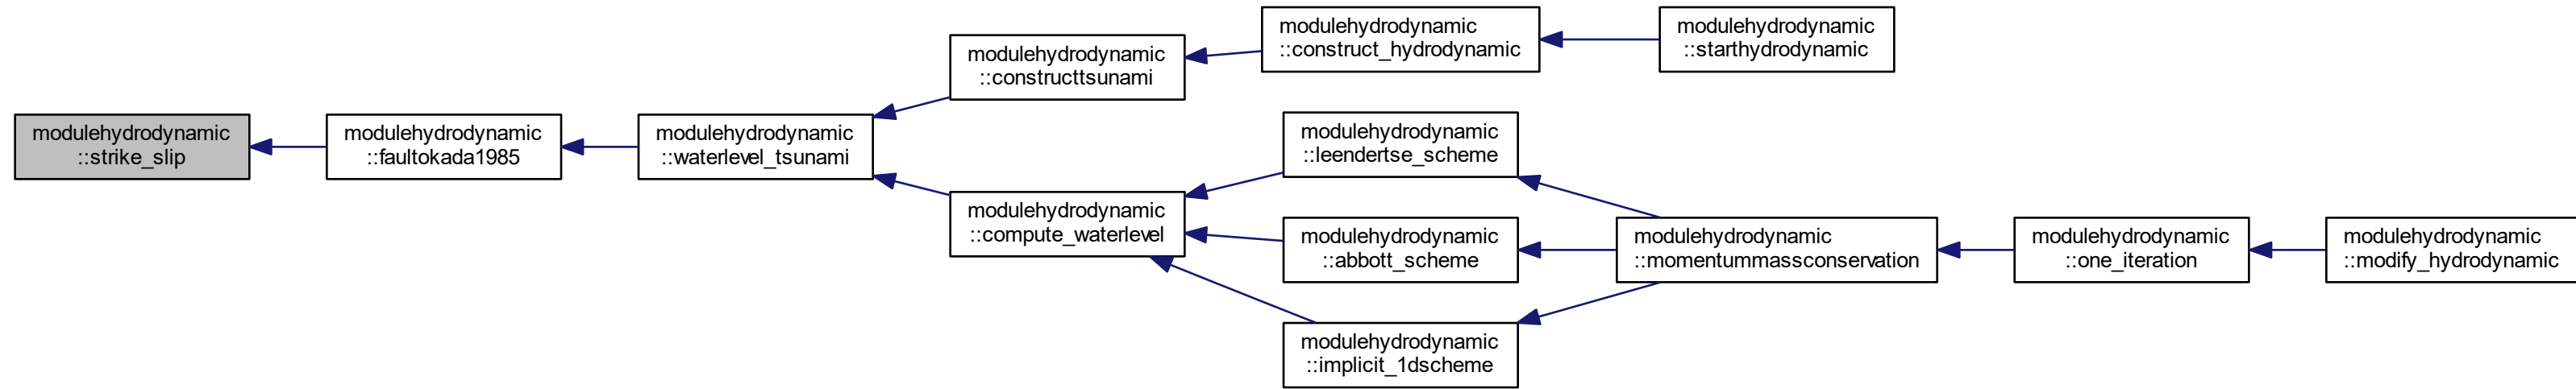 modulehydrodynamic
::strike_slip
modulehydrodynamic
::faultokada1985
modulehydrodynamic
::waterlevel_tsunami
modulehydrodynamic
::constructtsunami
modulehydrodynamic
::construct_hydrodynamic
modulehydrodynamic
::starthydrodynamic
modulehydrodynamic
::compute_waterlevel
modulehydrodynamic
::leendertse_scheme
modulehydrodynamic
::abbott_scheme
modulehydrodynamic
::implicit_1dscheme
modulehydrodynamic
::momentummassconservation
modulehydrodynamic
::one_iteration
modulehydrodynamic
::modify_hydrodynamic